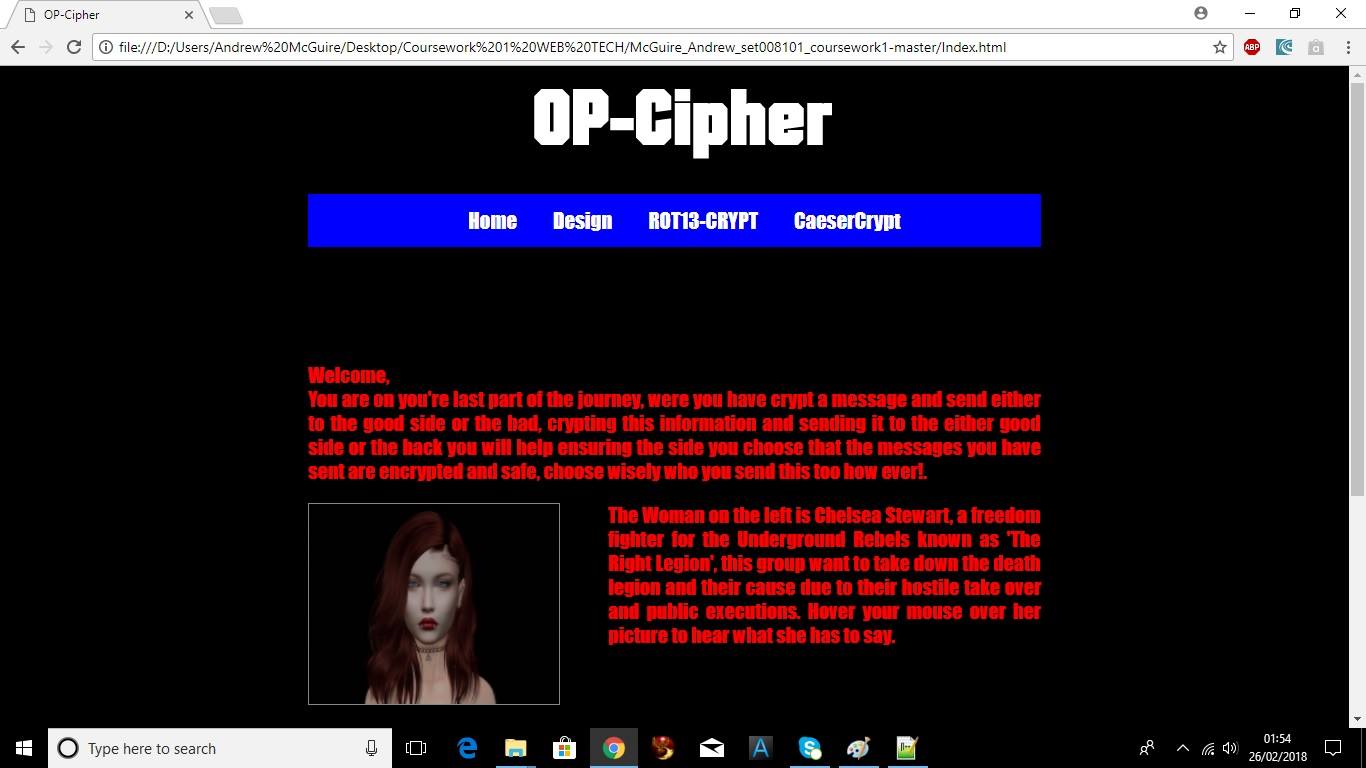 OP-Cipher
file:///D:/Users/Andrew%20McGuire/Desktop/Coursework%201%20WEB%20TECH/McGuire_Andrew_set008101_coursework1-master/Index.html
ABP
OP-Cipher
Home Design ROT13-CRYPT CaeserCrypt
Welcome,
You are on you're last part of the journey, were you have crypt a message and send either
to the good side or the bad, crypting this information and sending it to the either good
side or the back you will help ensuring the side you choose that the messages you have
sent are encrypted and safe, choose wisely who you send this too how ever!.
The Woman on the left is Chelsea Stewart, a freedom
fighter for the Underground Rebels known as 'The
Right Legion', this group want to take down the death
legion and their cause due to their hostile take over
and public executions. Hover your mouse over her
picture to hear what she has to say.
Type here to search
01:54
26/02/2018